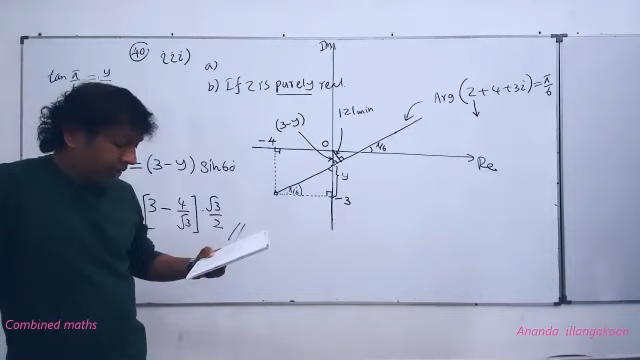 40) iii)
a)
b) If z is purely real
tan π/6 = y/
= (3 - y) sin 60
[3 - 4/√3] . √3/2 //
Im
Arg (z + 4 + 3i) = π/6
|z| min
(3-y)
-4
O
π/6
Re
y
π/6
-3
Combined maths
Ananda illangakoon